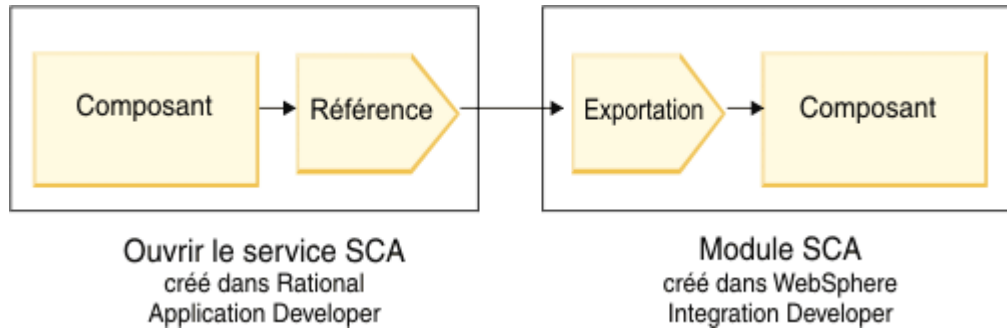 Composant
Référence
Exportation
Composant
Ouvrir le service SCA
créé dans Rational
Application Developer
Module SCA
créé dans WebSphere
Integration Developer